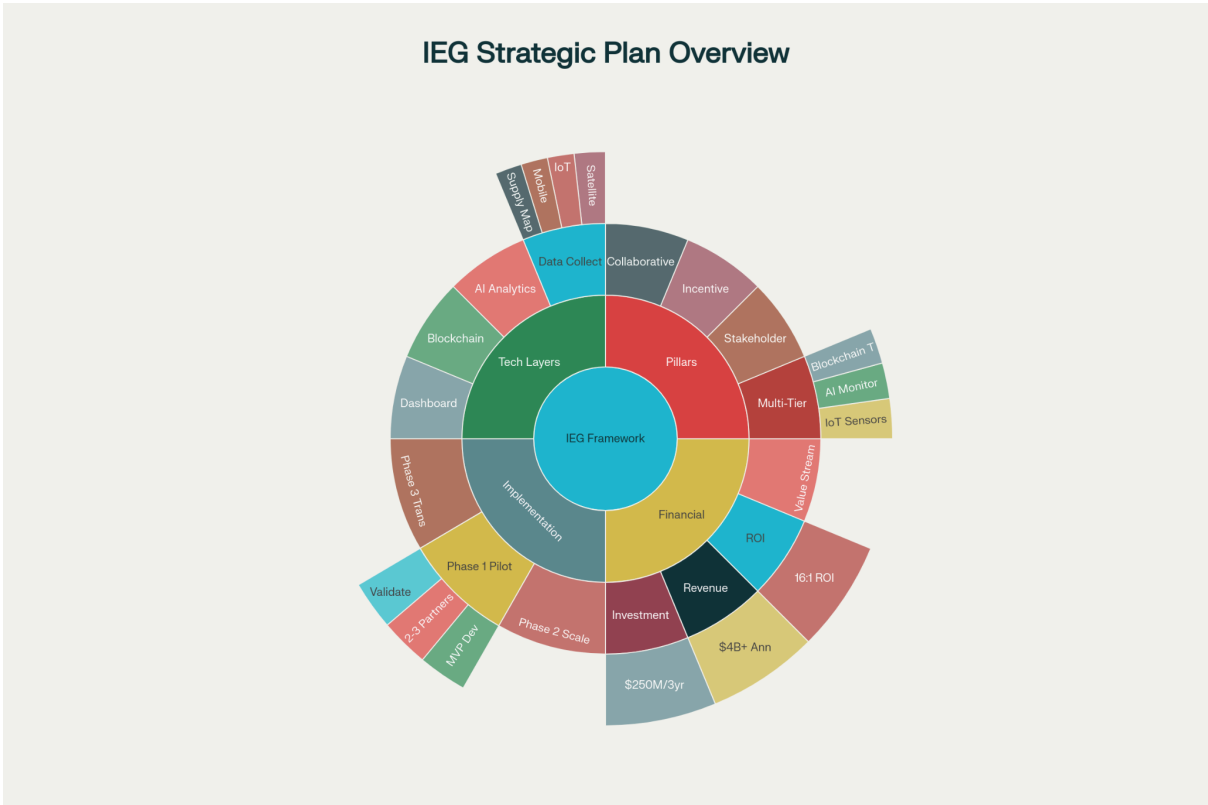 IEG Strategic Plan Overview
Supply Map
Mobile
IoT
Satellite
Data Collect
Collaborative
AI Analytics
Incentive
Blockchain
Stakeholder
Tech Layers
Pillars
Blockchain T
AI Monitor
Dashboard
Multi-Tier
IoT Sensors
IEG Framework
Phase 3 Trans
Implementation
Financial
Value Stream
ROI
Phase 1 Pilot
16:1 ROI
Validate
Revenue
2-3 Partners
Investment
Phase 2 Scale
MVP Dev
$4B+ Ann
$250M/3yr